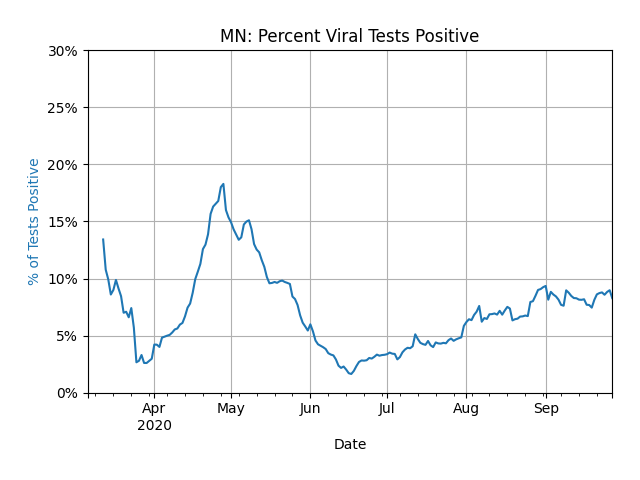 MN: Percent Viral Tests Positive
30%
25%
20%
15%
10%
5%
0%
% of Tests Positive
Apr May Jun Jul Aug Sep
2020
Date